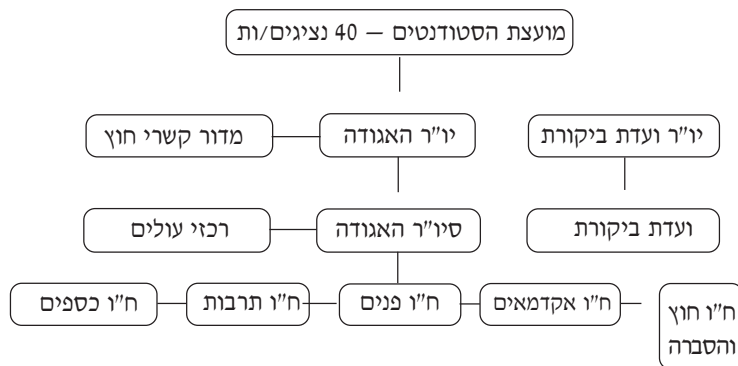 מועצת הסטודנטים – 40 נציגים/ות
יו"ר ועדת ביקורת
יו"ר האגודה
מדור קשרי חוץ
ועדת ביקורת
סיו"ר האגודה
רכזי עולים
ח"ו חוץ
והסברה
ח"ו אקדמאים
ח"ו פנים
ח"ו תרבות
ח"ו כספים